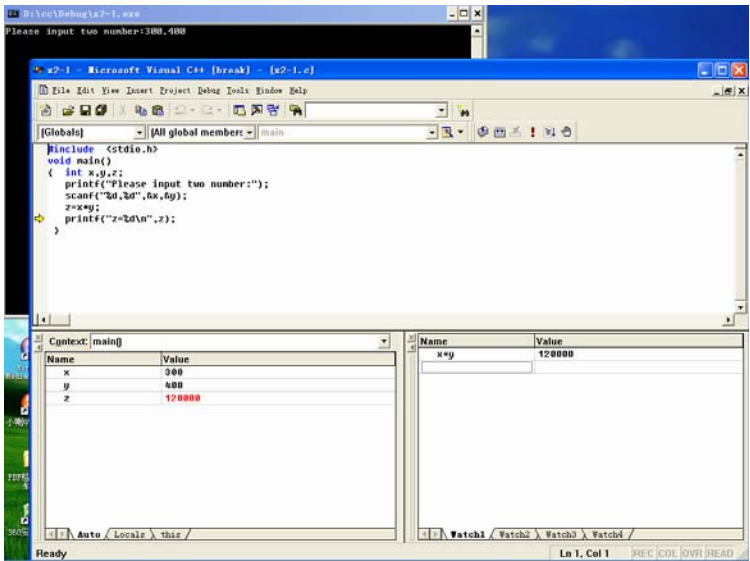 D:\cc\Debug\x2-1.exe
Please input two number:300,400
x2-1 - Microsoft Visual C++ [break] - [x2-1.c]
File Edit View Insert Project Debug Tools Window Help
(Globals) (All global members main
#include <stdio.h>
void main()
{ int x,y,z;
printf("Please input two number:");
scanf("%d,%d",&x,&y);
z=x*y;
printf("z=%d\n",z);
}
Context: main()
Name Value
x 300
y 400
z 120000
Auto Locals this
Name Value
x*y 120000
Watch1 Watch2 Watch3 Watch4
Ready
Ln 1, Col 1 REC COL OVR READ